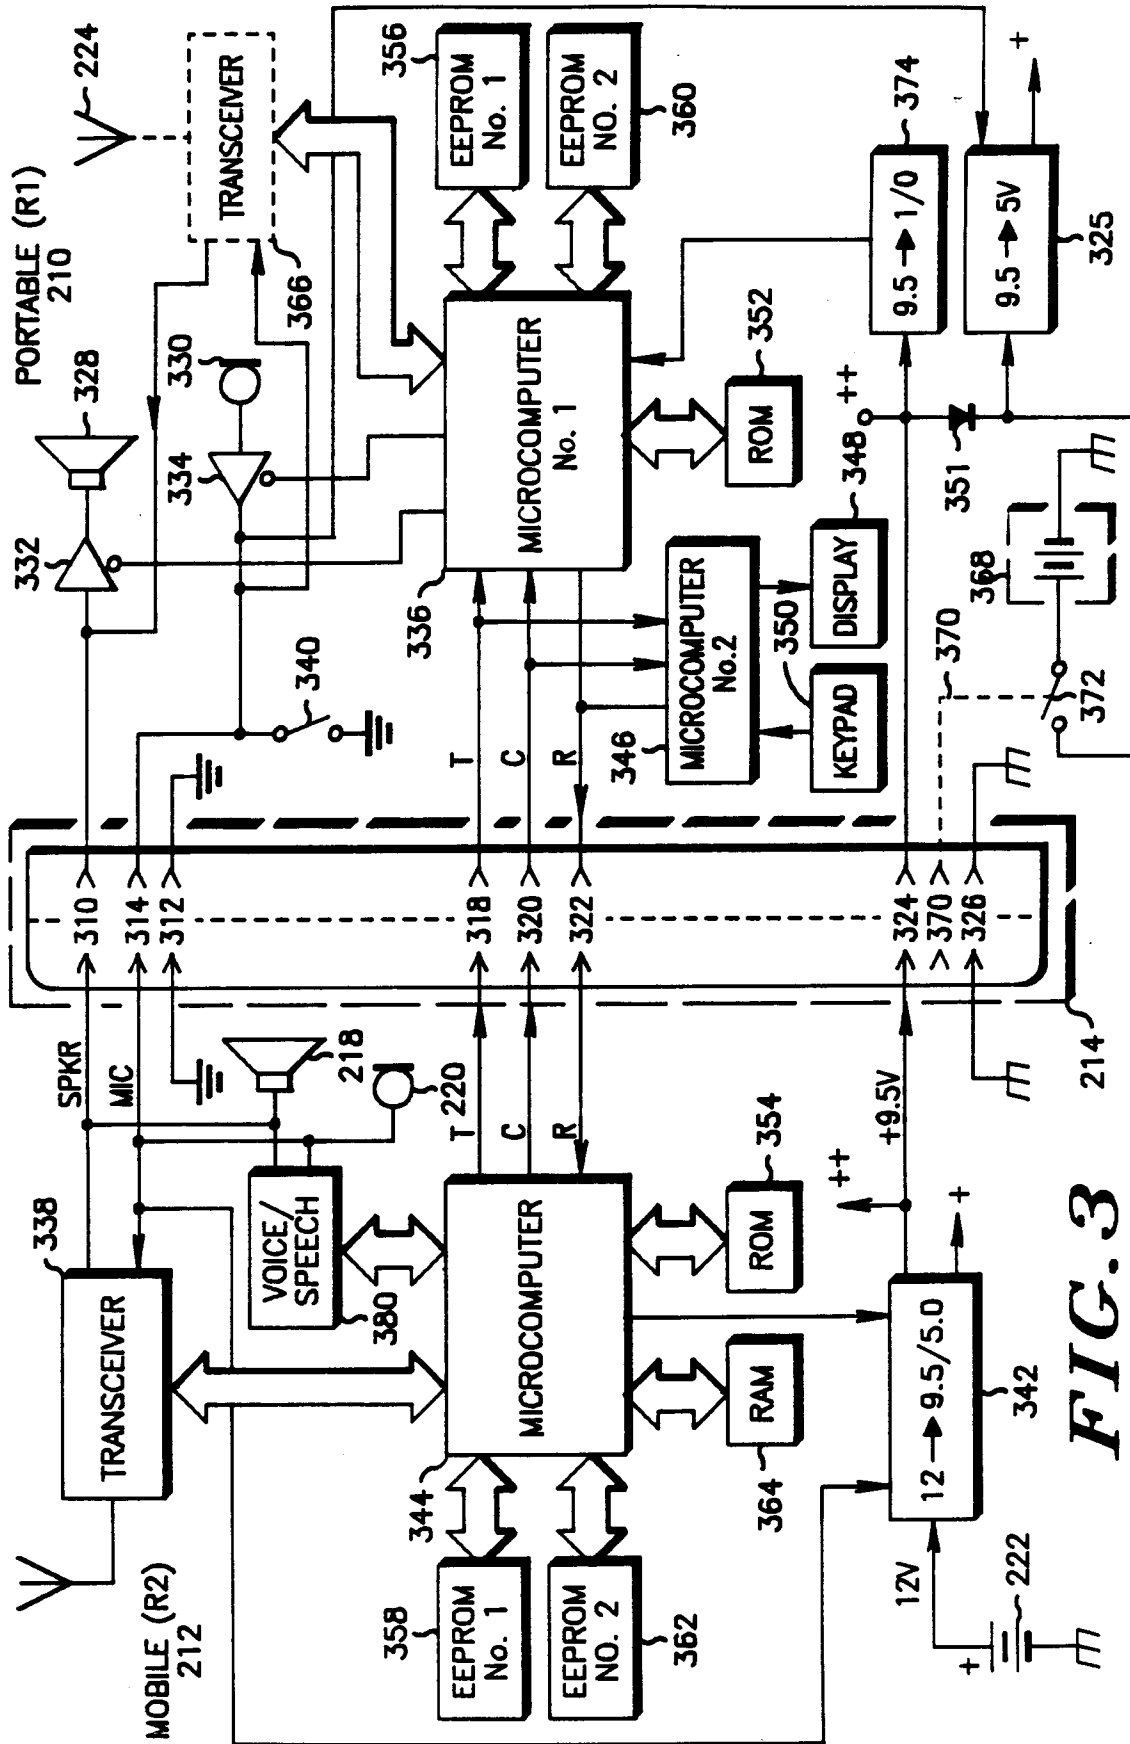 PORTABLE (R1)
210
224
TRANSCEIVER
366
328
332
330
334
340
356
EEPROM
No. 1
EEPROM
NO. 2
360
336
MICROCOMPUTER
No. 1
ROM
352
346
MICROCOMPUTER
No.2
350
KEYPAD
DISPLAY
348
T
C
R
++
351
9.5 → 1/0
374
9.5 → 5V
325
+
368
370
372
310
314
312
318
320
322
324
370
326
214
SPKR
MIC
218
220
T
C
R
+9.5V
MOBILE (R2)
212
338
TRANSCEIVER
VOICE/
SPEECH
380
344
MICROCOMPUTER
358
EEPROM
No. 1
EEPROM
NO. 2
362
RAM
364
ROM
354
++
+
12 → 9.5/5.0
342
12V
+
222
FIG. 3